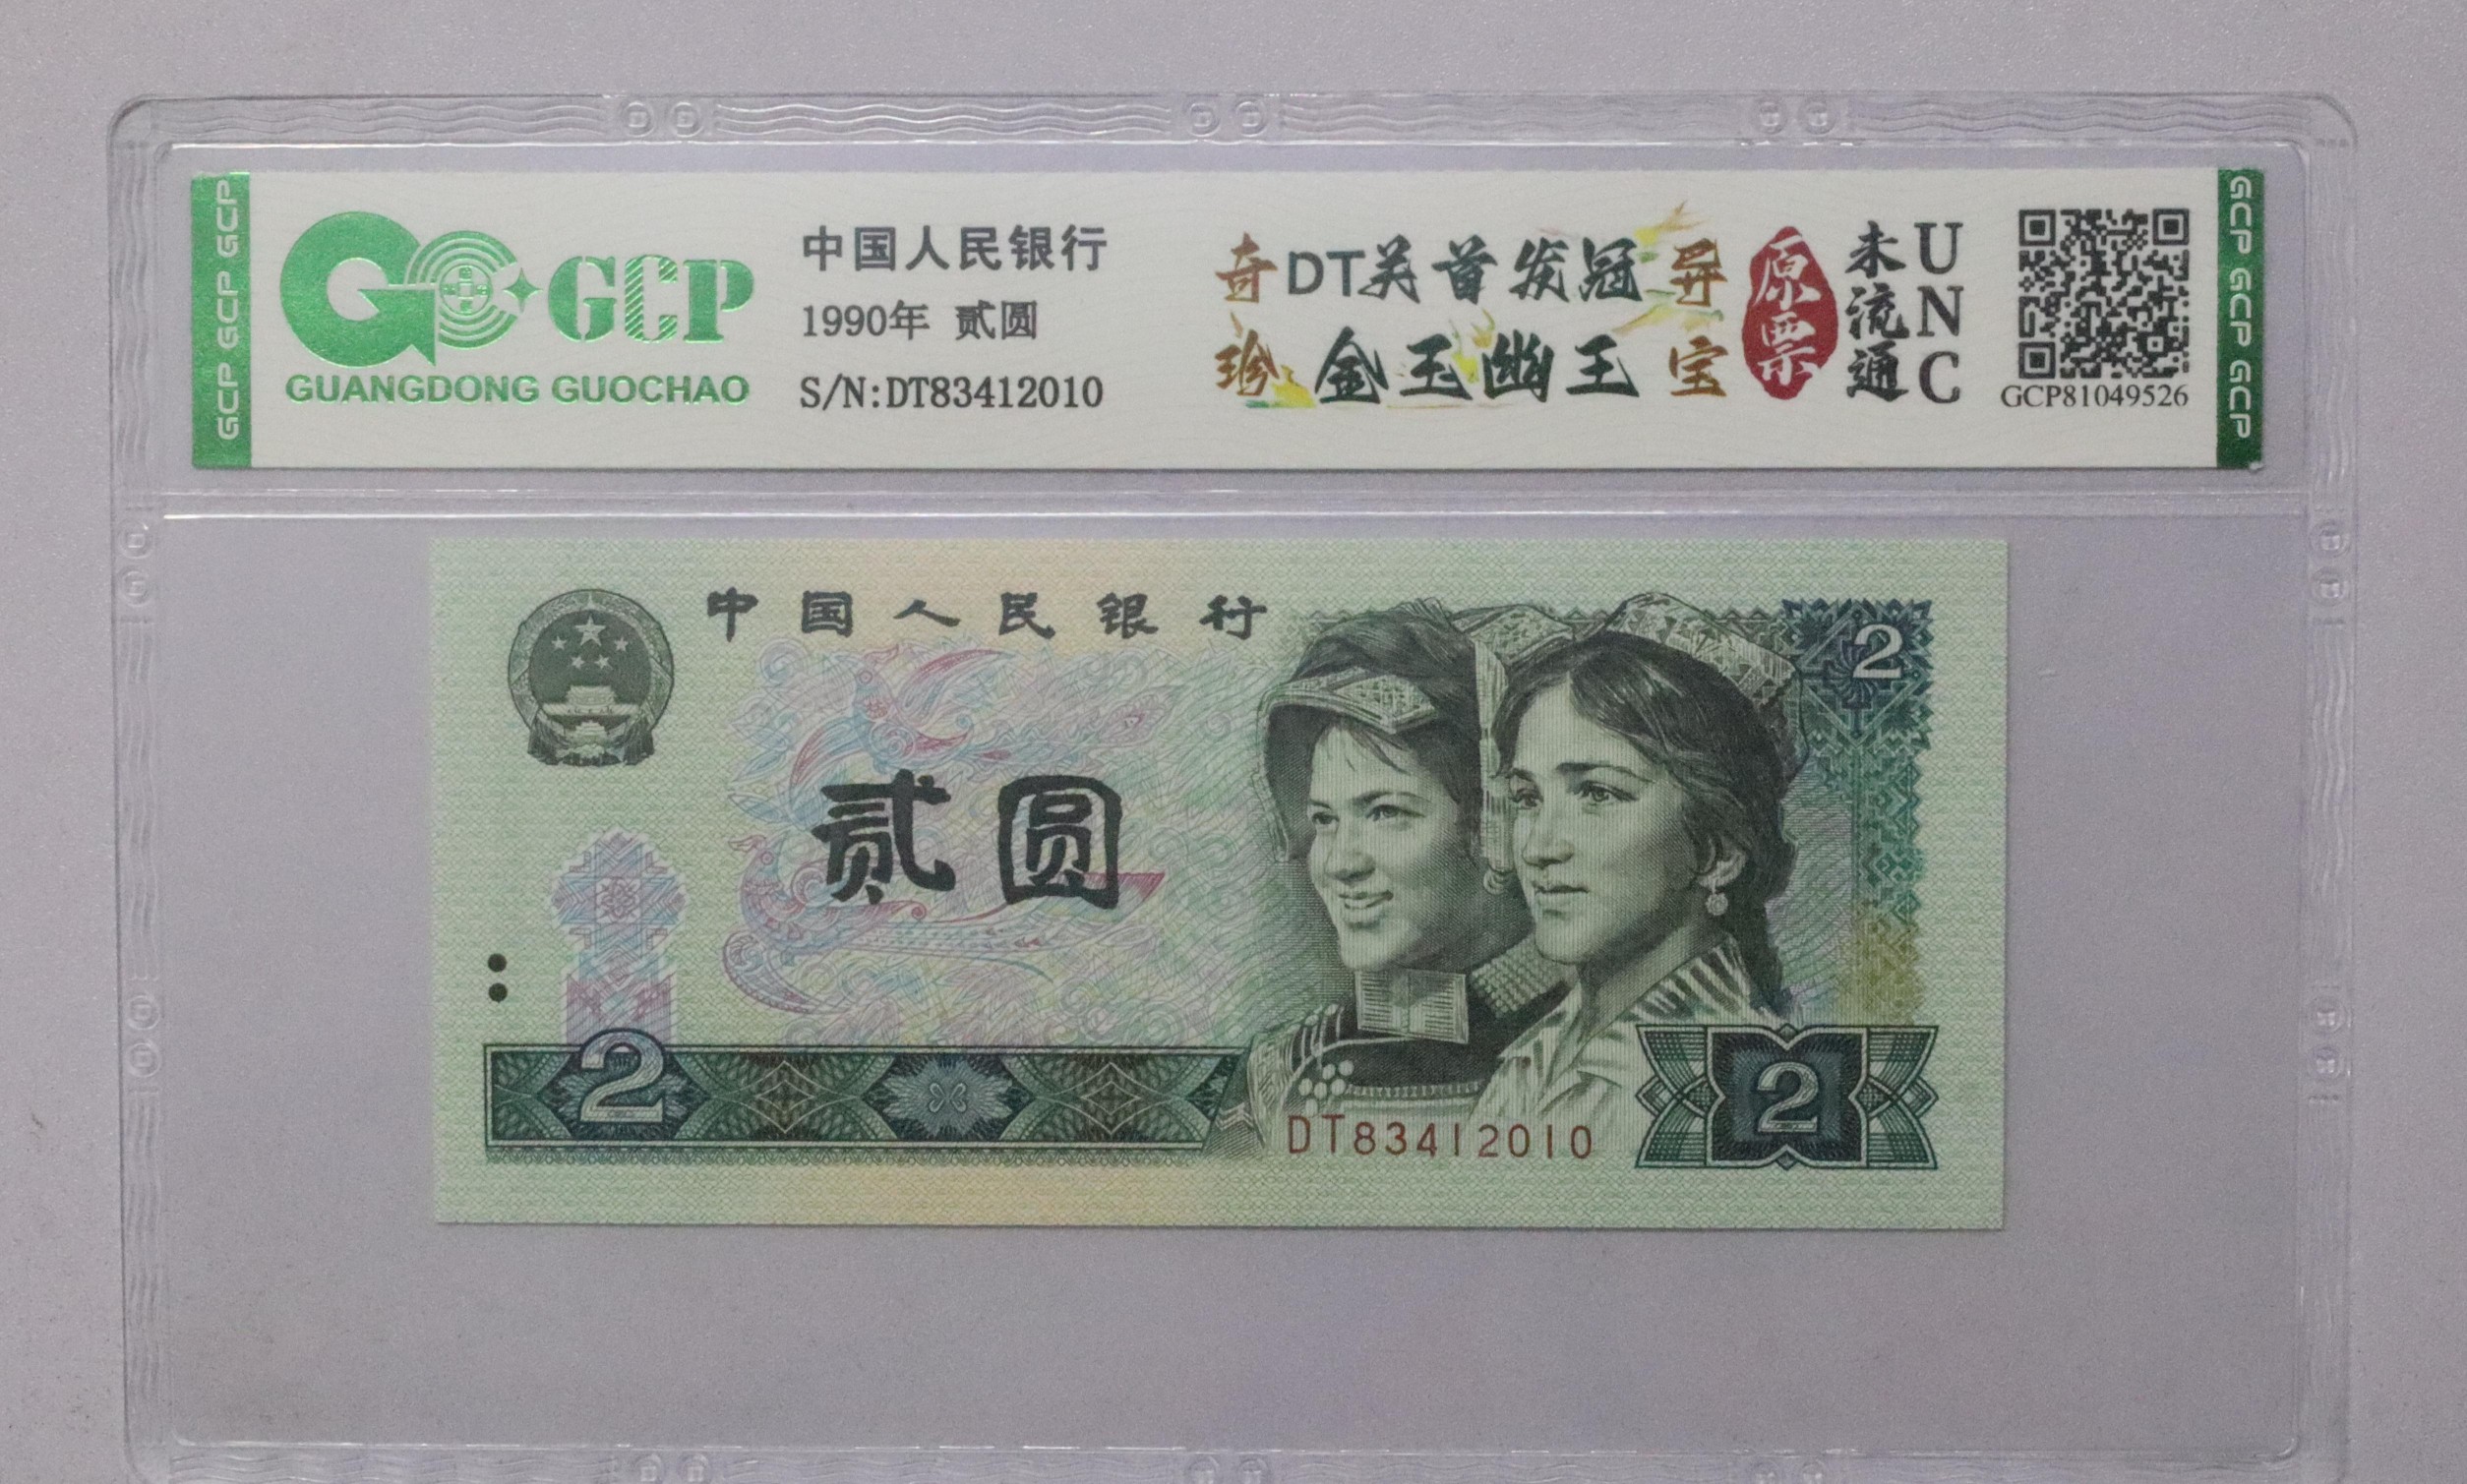 GCP GCP GCP
GCP
GUANGDONG GUOCHAO
中国人民银行
1990年 贰圆
S/N:DT83412010
奇DT关首发冠异
珍金玉幽王宝
原票
未流通
UNC
GCP81049526
GCP GCP GCP
中国人民银行
2
贰圆
2
DT83412010
2